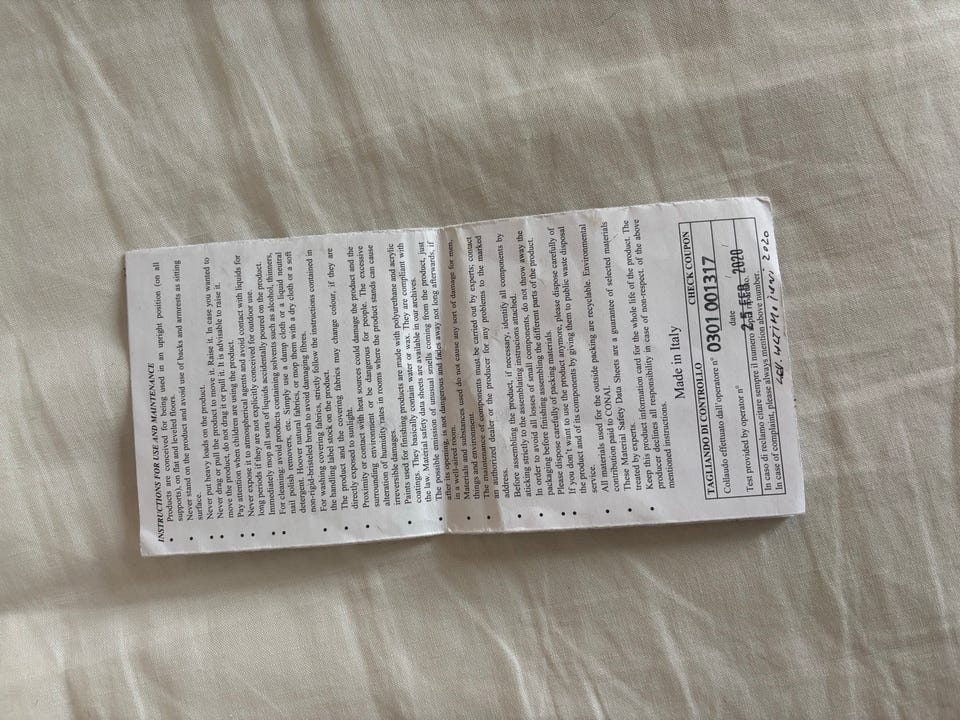 INSTRUCTIONS FOR USE AND MAINTENANCE
• Products are conceived for being used in an upright position (on all
supports), on flat and leveled floors.
• Never stand on the product and avoid use of backs and armrests as sitting
surface.
• Never put heavy loads on the product.
• Never drag or pull the product to move it. Raise it. In case you wanted to
move the product, do not drag it or pull it. It is advisable to raise it.
• Pay attention when children are using the product.
• Never expose it to atmospherical agents and avoid contact with liquids for
long periods if they are not explicitly conceived for outdoor use.
• Immediately mop all sorts of liquids accidentally poured on the product.
• For cleaning: avoid products containing solvents such as alcohol, thinners,
nail polish removers, etc. Simply use a damp cloth or a liquid neutral
detergent. Hoover natural fabrics, or mop them with a dry cloth or a soft
non-rigid-bristled brush to avoid damaging fibres.
• For washing covering fabrics, strictly follow the instructions contained in
the handling label stock on the product.
• The product and the covering fabrics may change colour, if they are
directly exposed to sunlight.
• Proximity or contact with heat sources could damage the product and the
surrounding environment or be dangerous for people. The excessive
alteration of humidity rates in rooms where the product stands can cause
irreversible damages.
• Paints used for finishing products are made with polyurethane and acrylic
coatings. They basically contain water or wax. They are compliant with
the law. Material safety data sheets are available in our archives.
• The possible emission of unusual smells coming from the product, just
after its opening, is not dangerous and fades away not long afterwards, if
in a well-aired room.
• Materials and substances used do not cause any sort of damage for men,
things and environment.
• The maintenance of components must be carried out by experts; contact
an authorized dealer or the producer for any problems to the marked
address.
• Before assembling the product, if necessary, identify all components by
sticking strictly to the assembling instrucions attached.
• In order to avoid losses of small components, do not throw away the
packaging before finishing assembling the different parts of the product.
• Please dispose carefully of packing materials.
• If you don't want to use the product anymore, please dispose carefully of
the product and of its components by giving them to public waste disposal
service.
• All materials used for the outside packing are recyclable. Environmental
contribution paid to CONAI.
• These Material Safety Data Sheets are a guarantee of selected materials
treated by experts.
• Keep this product information card for the whole life of the product. The
producer declines all responsibility in case of non-respect. of the above
mentioned instructions.
Made in Italy
TAGLIANDO DI CONTROLLO CHECK COUPON
Collaudo effettuato dall'operatore n° 0301 001317
Test provided by operator n° date 25 FEB 2020
In caso di reclamo citare sempre il numero
In case of complaint, please always mention above number.
2020